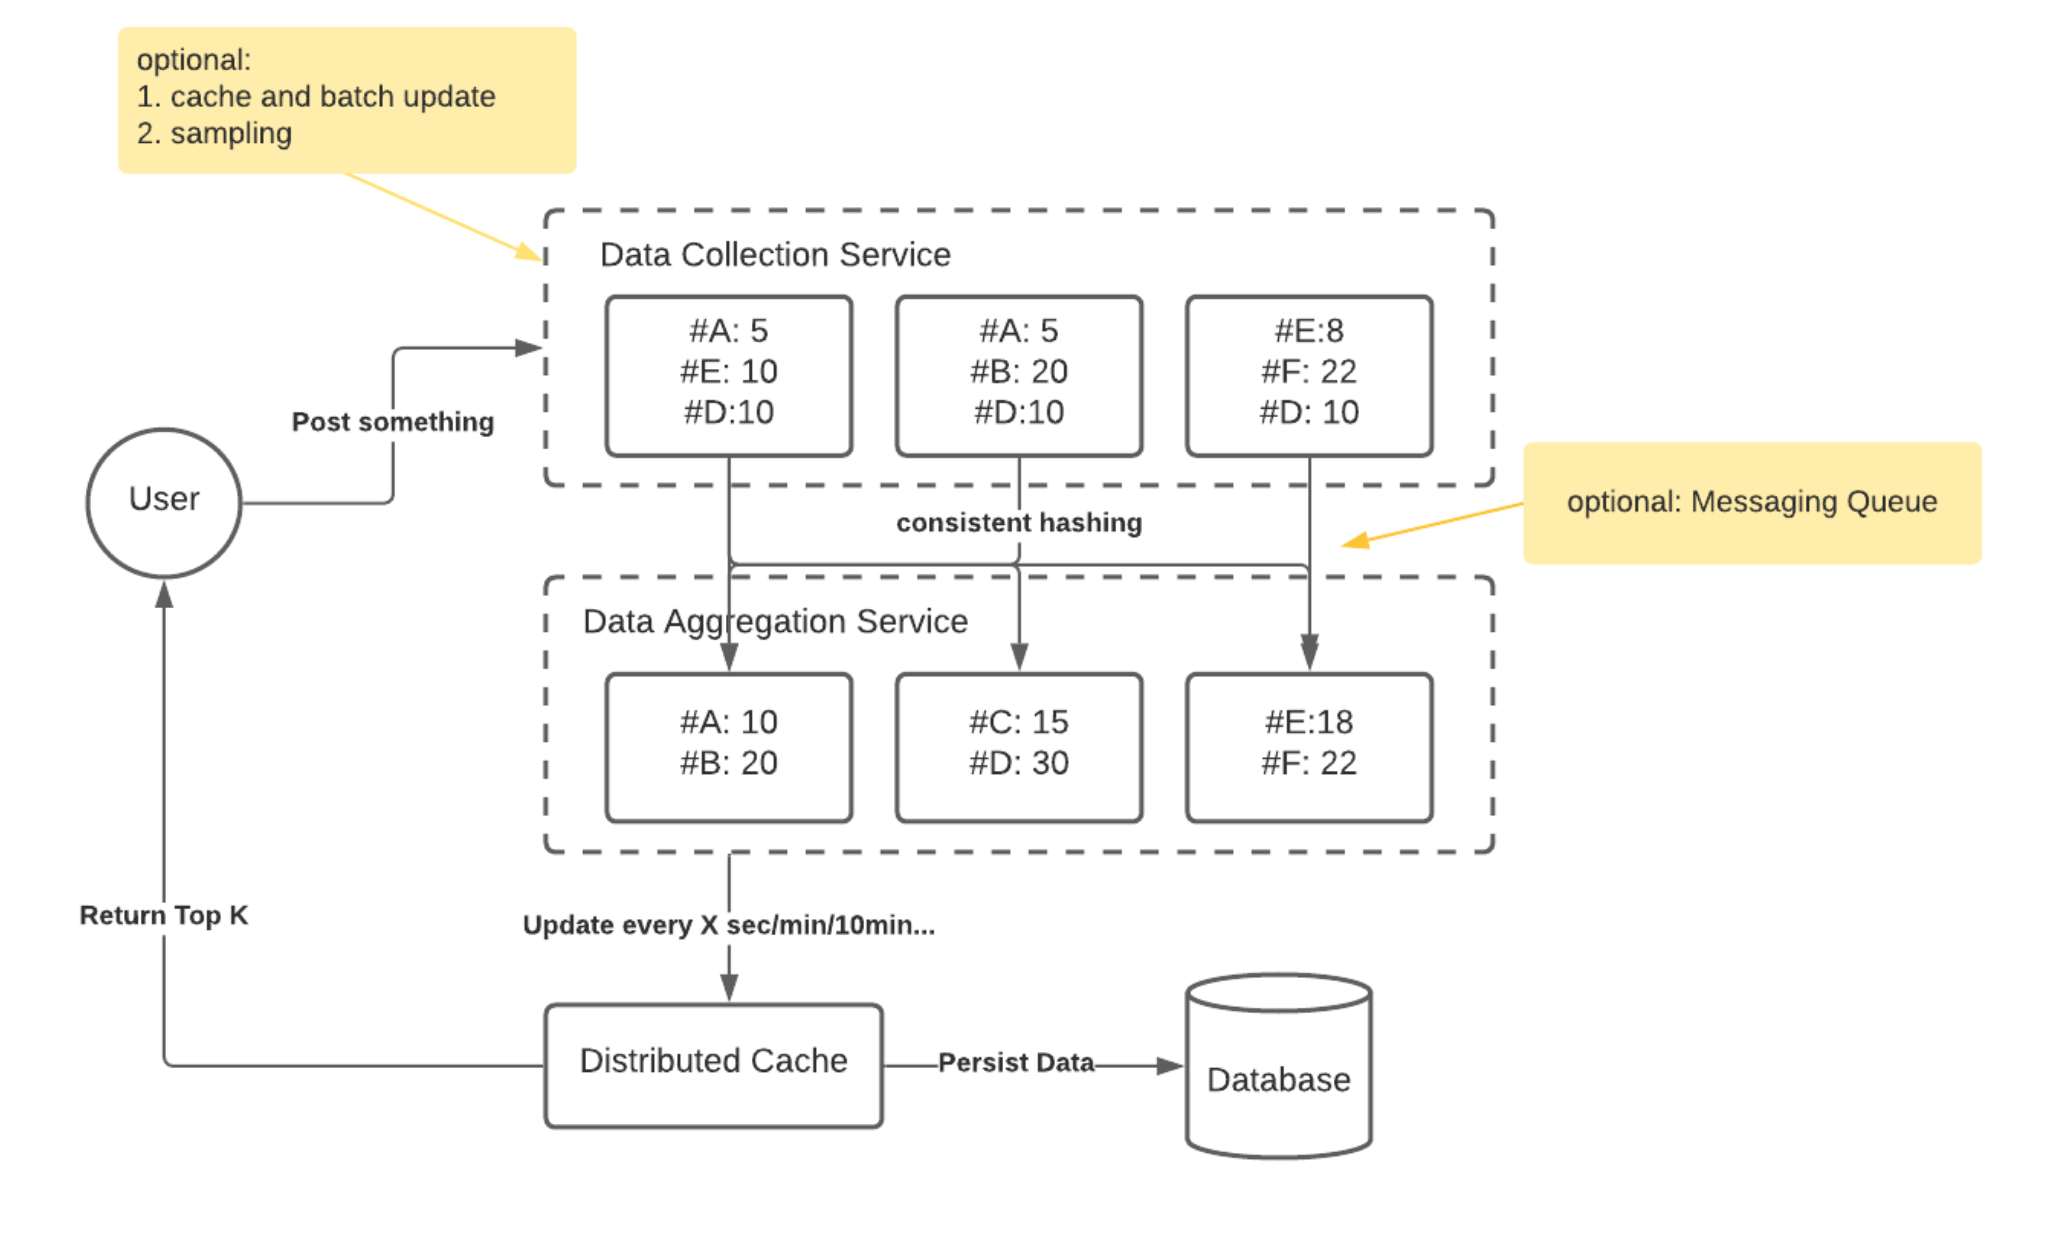 optional:
1. cache and batch update
2. sampling
Data Collection Service
#A: 5
#E: 10
#D:10
#A: 5
#B: 20
#D:10
#E:8
#F: 22
#D: 10
Post something
User
consistent hashing
optional: Messaging Queue
Data Aggregation Service
#A: 10
#B: 20
#C: 15
#D: 30
#E:18
#F: 22
Return Top K
Update every X sec/min/10min...
Distributed Cache
Persist Data
Database